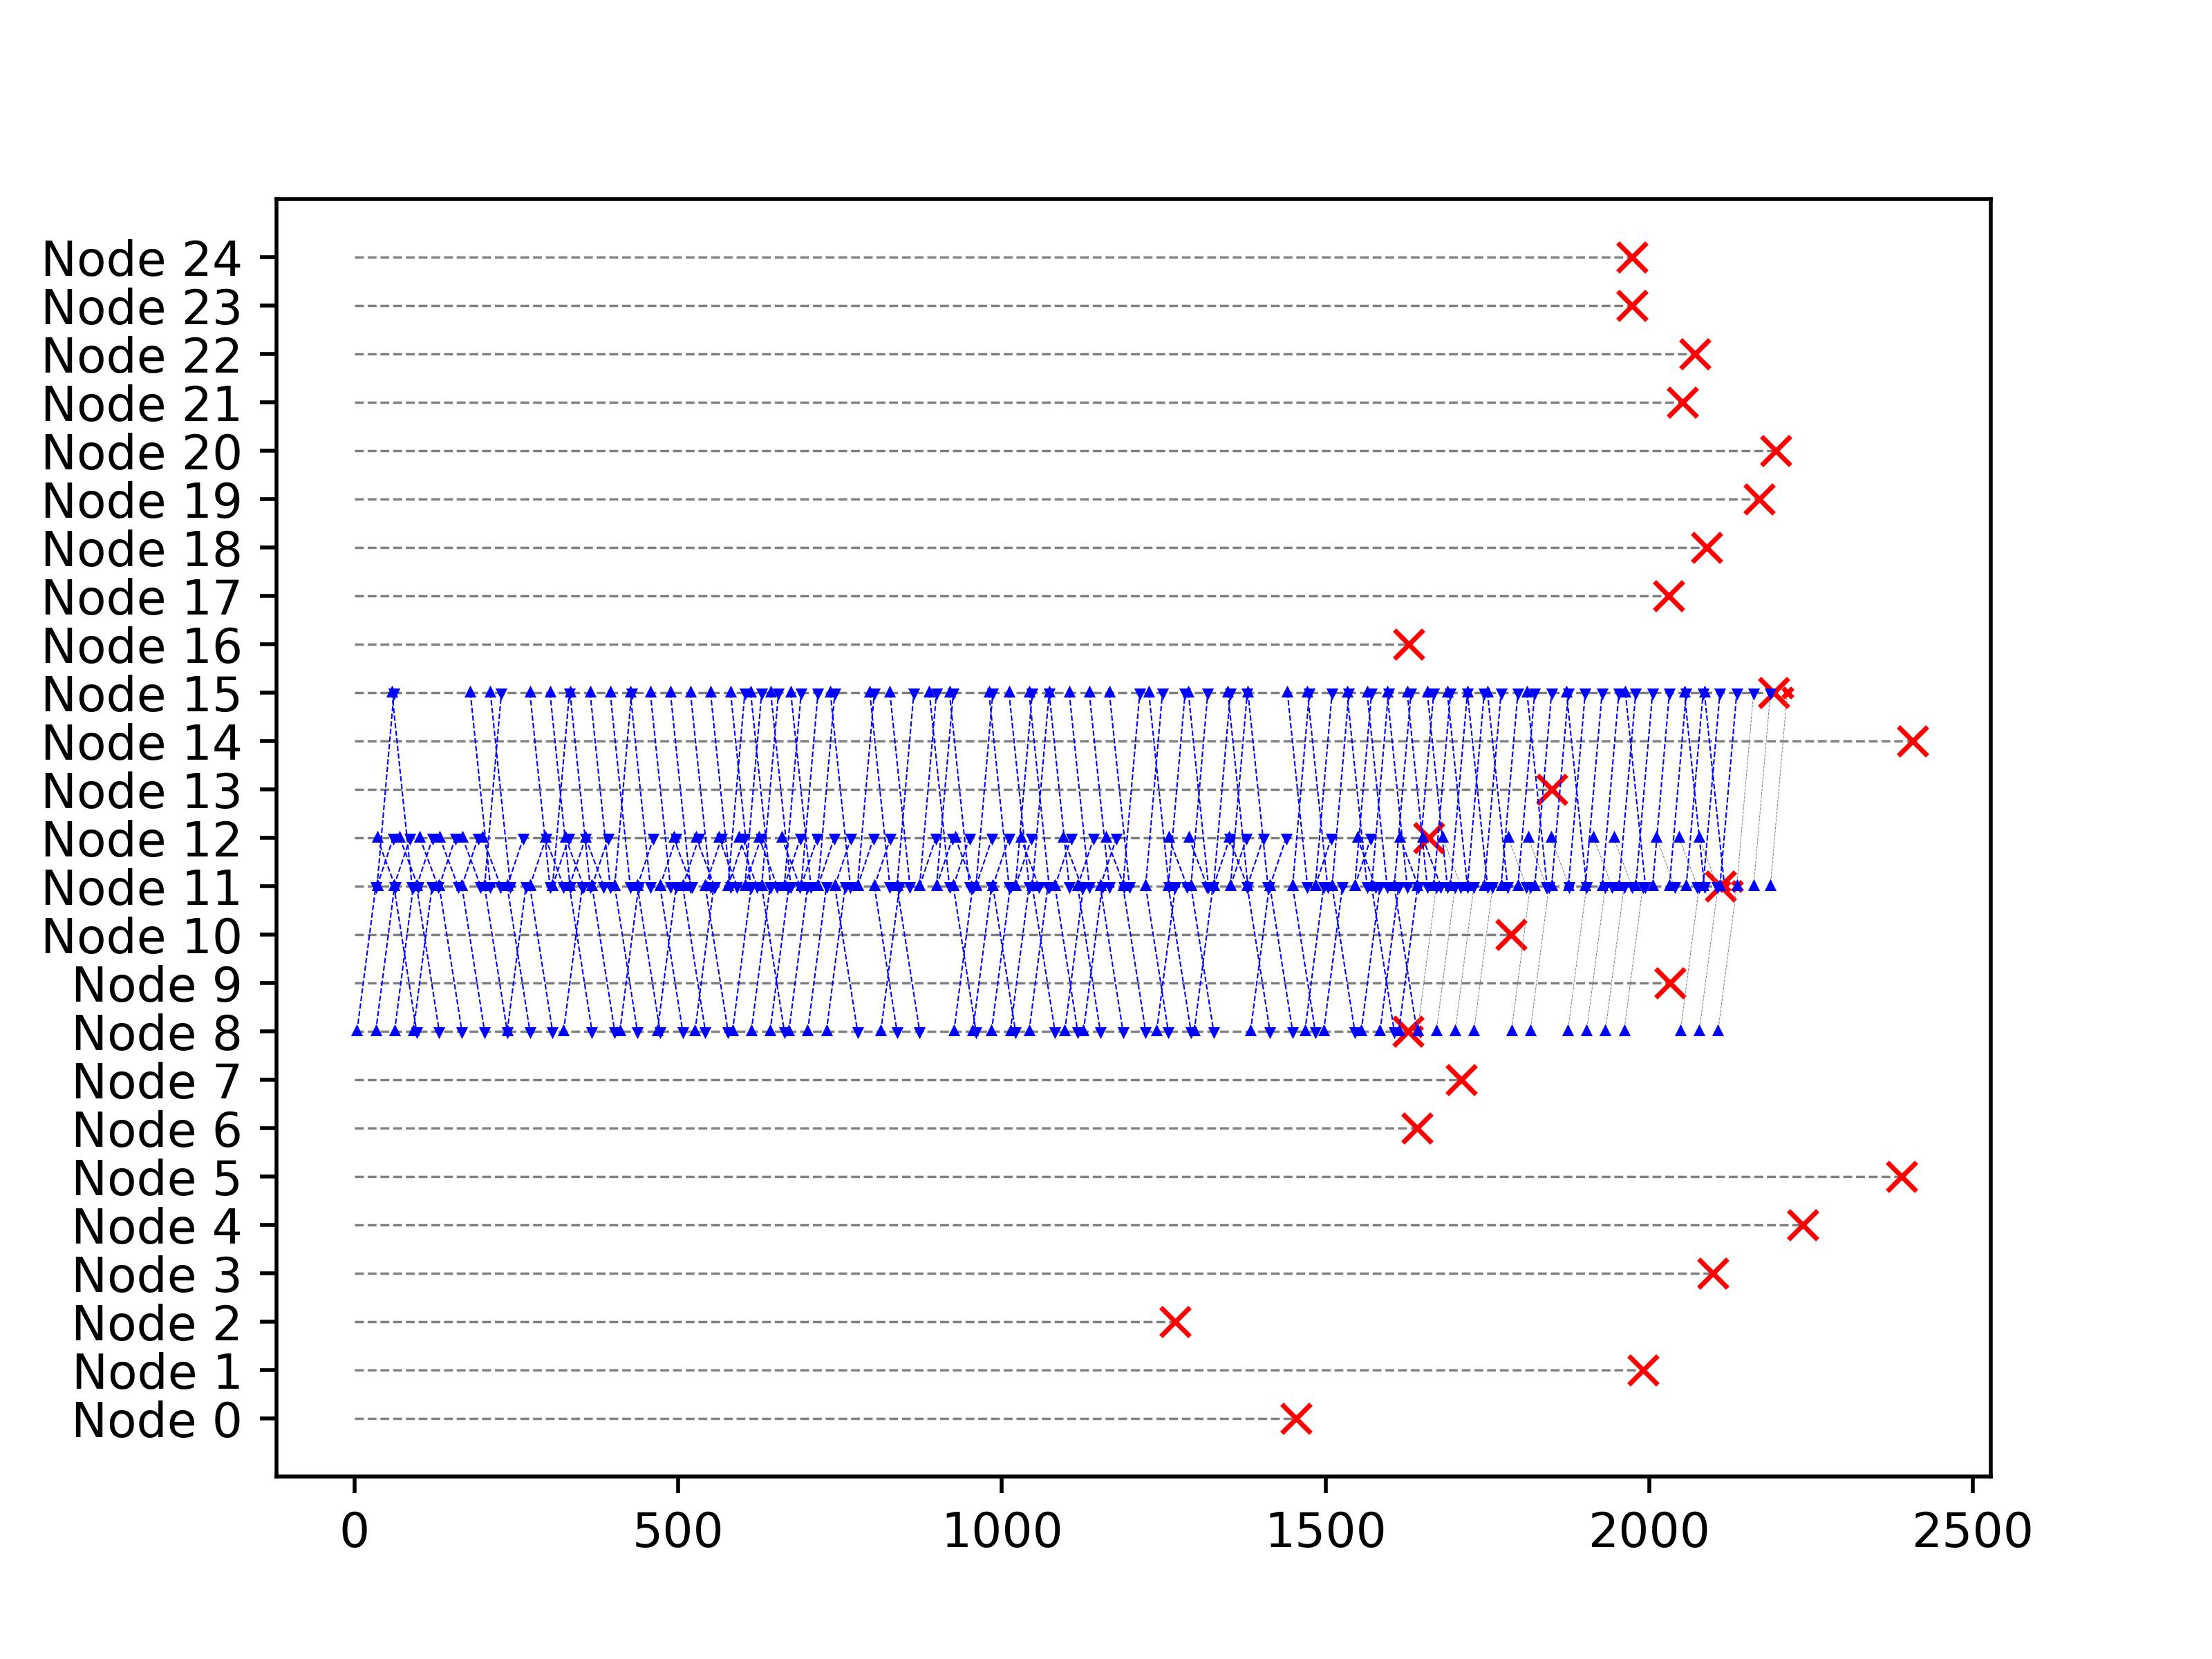 Node 24
Node 23
Node 22
Node 21
Node 20
Node 19
Node 18
Node 17
Node 16
Node 15
Node 14
Node 13
Node 12
Node 11
Node 10
Node 9
Node 8
Node 7
Node 6
Node 5
Node 4
Node 3
Node 2
Node 1
Node 0
0 500 1000 1500 2000 2500